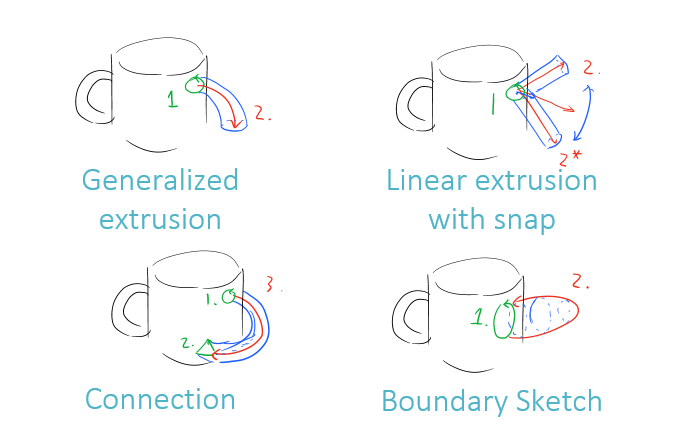 1
2.
Generalized
extrusion
1
2.
2*
Linear extrusion
with snap
1.
2.
3.
Connection
1.
2.
Boundary Sketch